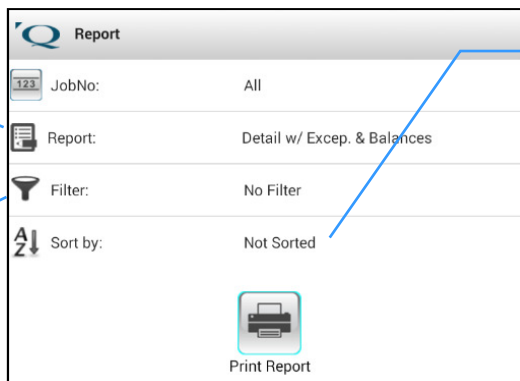 Report
123 JobNo: All
Report: Detail w/ Excep. & Balances
Filter: No Filter
A
Z Sort by: Not Sorted
Print Report